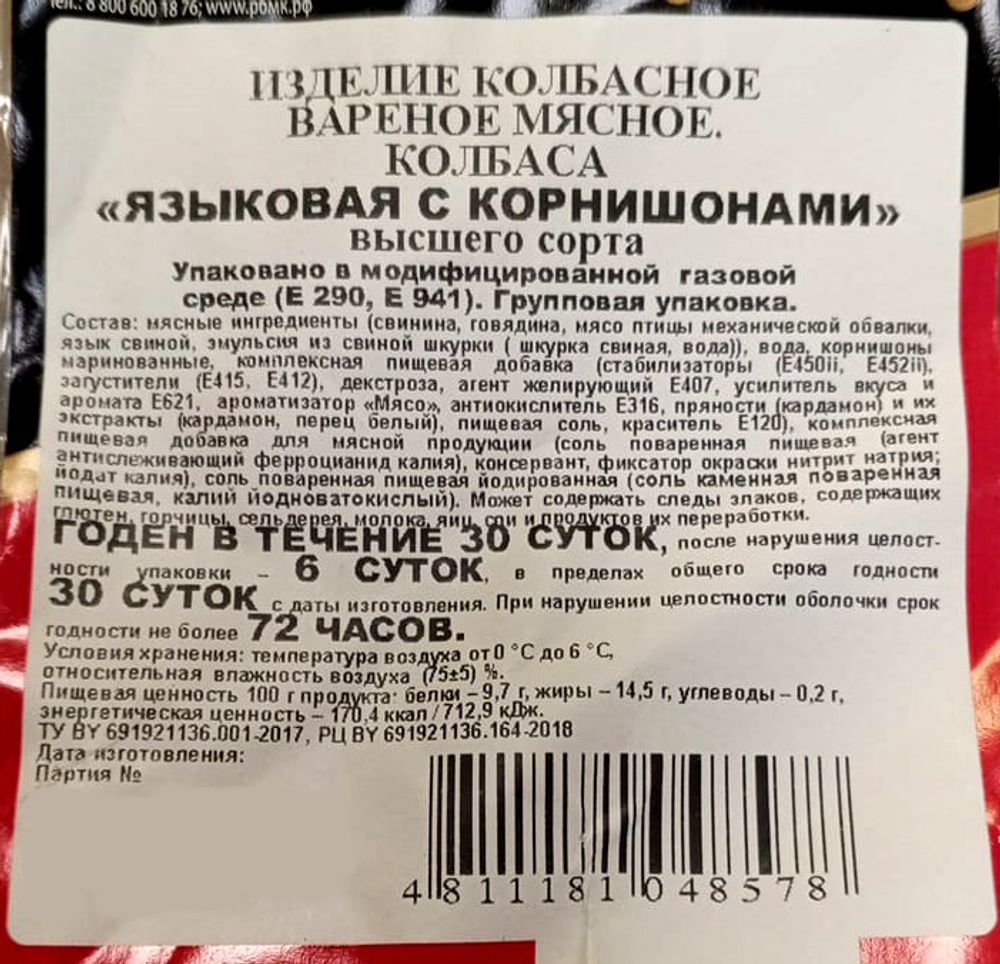 тел.: 8 800 600 18 76; www.ромк.рф
ИЗДЕЛИЕ КОЛБАСНОЕ
ВАРЕНОЕ МЯСНОЕ.
КОЛБАСА
«ЯЗЫКОВАЯ С КОРНИШОНАМИ»
высшего сорта
Упаковано в модифицированной газовой
среде (Е 290, Е 941). Групповая упаковка.
Состав: мясные ингредиенты (свинина, говядина, мясо птицы механической обвалки,
язык свиной, эмульсия из свиной шкурки ( шкурка свиная, вода)), вода, корнишоны
маринованные, комплексная пищевая добавка (стабилизаторы (Е450ii, Е452ii),
загустители (Е415, Е412), декстроза, агент желирующий Е407, усилитель вкуса и
аромата Е621, ароматизатор «Мясо», антиокислитель Е316, пряности (кардамон) и их
экстракты (кардамон, перец белый), пищевая соль, краситель Е120), комплексная
пищевая добавка для мясной продукции (соль поваренная пищевая (агент
антислеживающий ферроцианид калия), консервант, фиксатор окраски нитрит натрия;
йодат калия), соль поваренная пищевая йодированная (соль каменная поваренная
пищевая, калий йодноватокислый). Может содержать следы злаков, содержащих
глютен, горчицы, сельдерея, молока, яиц, сои и продуктов их переработки.
ГОДЕН В ТЕЧЕНИЕ 30 СУТОК, после нарушения целост-
ности упаковки – 6 СУТОК, в пределах общего срока годности
30 СУТОК с даты изготовления. При нарушении целостности оболочки срок
годности не более 72 ЧАСОВ.
Условия хранения: температура воздуха от 0 °С до 6 °С,
относительная влажность воздуха (75±5) %.
Пищевая ценность 100 г продукта: белки – 9,7 г, жиры – 14,5 г, углеводы – 0,2 г,
энергетическая ценность – 170,4 ккал / 712,9 кДж.
ТУ BY 691921136.001-2017, РЦ BY 691921136.164-2018
Дата изготовления:
Партия №
4 811181 048578